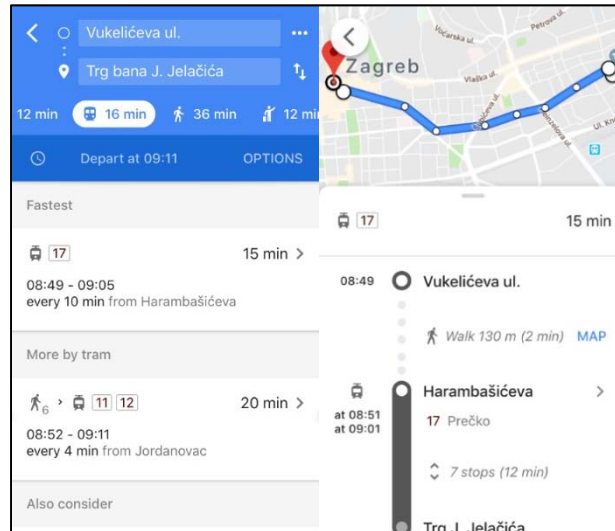 Vukelićeva ul.
Trg bana J. Jelačića
12 min
16 min
36 min
12 min
Depart at 09:11
OPTIONS
Fastest
17
15 min
08:49 - 09:05
every 10 min from Harambašićeva
More by tram
6
11 12
20 min
08:52 - 09:11
every 4 min from Jordanovac
Also consider
Voćarska ul.
Petrova ul.
Zagreb
Vlaška ul.
17
15 min
08:49
Vukelićeva ul.
Walk 130 m (2 min)
MAP
Harambašićeva
at 08:51
17 Prečko
at 09:01
7 stops (12 min)
Trg J. Jelačića